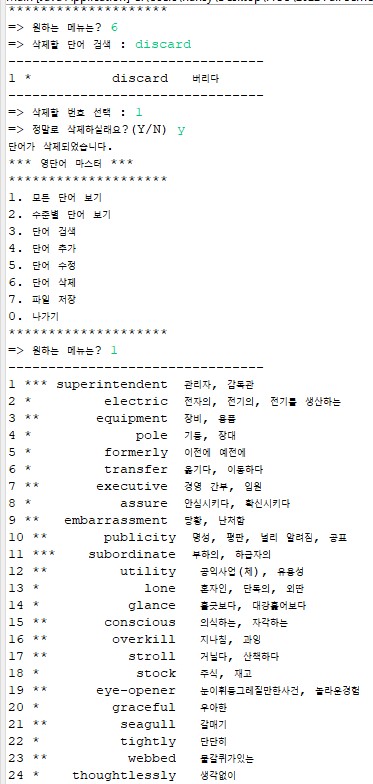 ********************
=> 원하는 메뉴는? 6
=> 삭제할 단어 검색 : discard
--------------------------------
1 * discard 버리다
--------------------------------
=> 삭제할 번호 선택 : 1
=> 정말로 삭제하실래요?(Y/N) y
단어가 삭제되었습니다.
*** 영단어 마스터 ***
********************
1. 모든 단어 보기
2. 수준별 단어 보기
3. 단어 검색
4. 단어 추가
5. 단어 수정
6. 단어 삭제
7. 파일 저장
0. 나가기
********************
=> 원하는 메뉴는? 1
--------------------------------
1 *** superintendent 관리자, 감독관
2 * electric 전자의, 전기의, 전기를 생산하는
3 ** equipment 장비, 용품
4 * pole 기둥, 장대
5 * formerly 이전에 예전에
6 * transfer 옮기다, 이동하다
7 ** executive 경영 간부, 임원
8 * assure 안심시키다, 확신시키다
9 ** embarrassment 당황, 난처함
10 ** publicity 명성, 평판, 널리 알려짐, 공표
11 *** subordinate 부하의, 하급자의
12 ** utility 공익사업(체), 유용성
13 * lone 혼자인, 단독의, 외딴
14 * glance 흘긋보다, 대강훑어보다
15 ** conscious 의식하는, 자각하는
16 ** overkill 지나침, 과잉
17 ** stroll 거닐다, 산책하다
18 * stock 주식, 재고
19 ** eye-opener 눈이휘둥그레질만한사건, 놀라운경험
20 * graceful 우아한
21 ** seagull 갈매기
22 * tightly 단단히
23 ** webbed 물갈퀴가있는
24 * thoughtlessly 생각없이